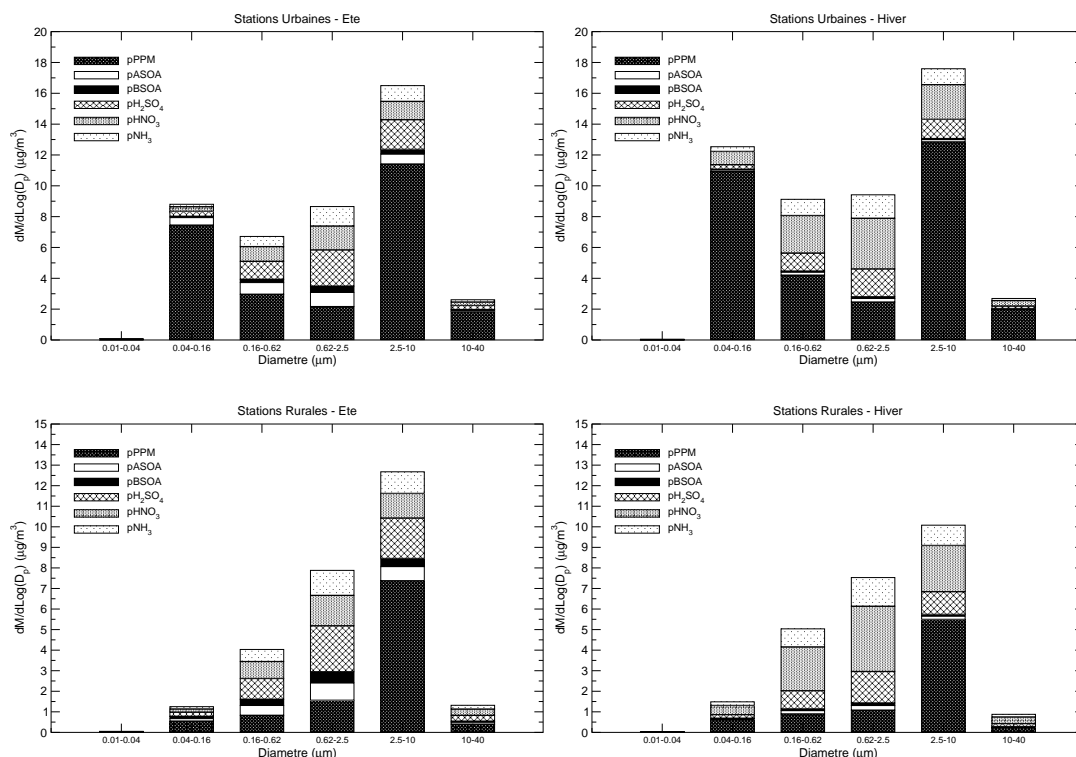 Stations Urbaines - Ete
20
18
16
14
12
10
8
6
4
2
0
dM/dLog(D_p) (μg/m³)
pPPM
pASOA
pBSOA
pH₂SO₄
pHNO₃
pNH₃
0.01-0.04 0.04-0.16 0.16-0.62 0.62-2.5 2.5-10 10-40
Diametre (μm)
Stations Urbaines - Hiver
20
18
16
14
12
10
8
6
4
2
0
dM/dLog(D_p) (μg/m³)
pPPM
pASOA
pBSOA
pH₂SO₄
pHNO₃
pNH₃
0.01-0.04 0.04-0.16 0.16-0.62 0.62-2.5 2.5-10 10-40
Diametre (μm)
Stations Rurales - Ete
15
14
13
12
11
10
9
8
7
6
5
4
3
2
1
0
dM/dLog(D_p) (μg/m³)
pPPM
pASOA
pBSOA
pH₂SO₄
pHNO₃
pNH₃
0.01-0.04 0.04-0.16 0.16-0.62 0.62-2.5 2.5-10 10-40
Diametre (μm)
Stations Rurales - Hiver
15
14
13
12
11
10
9
8
7
6
5
4
3
2
1
0
dM/dLog(D_p) (μg/m³)
pPPM
pASOA
pBSOA
pH₂SO₄
pHNO₃
pNH₃
0.01-0.04 0.04-0.16 0.16-0.62 0.62-2.5 2.5-10 10-40
Diametre (μm)